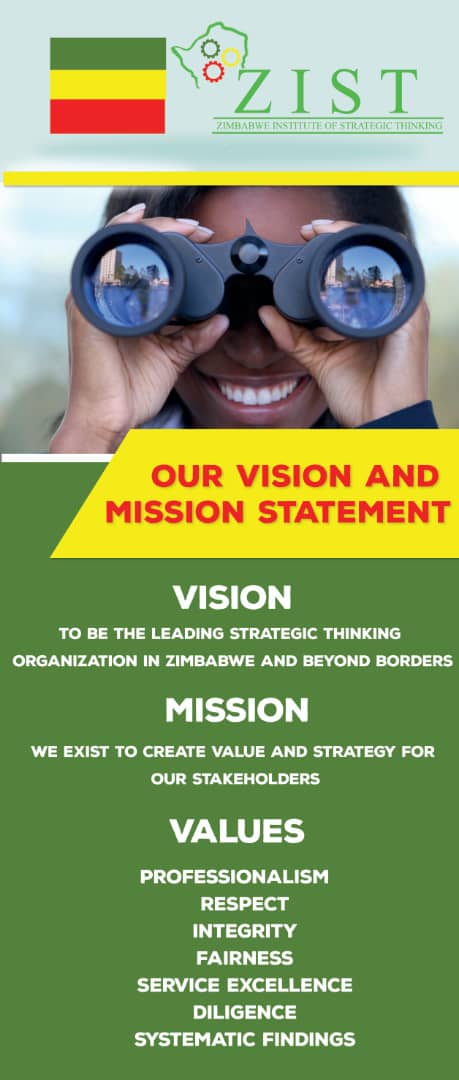 ZIST
ZIMBABWE INSTITUTE OF STRATEGIC THINKING
OUR VISION AND
MISSION STATEMENT
VISION
TO BE THE LEADING STRATEGIC THINKING
ORGANIZATION IN ZIMBABWE AND BEYOND BORDERS
MISSION
WE EXIST TO CREATE VALUE AND STRATEGY FOR
OUR STAKEHOLDERS
VALUES
PROFESSIONALISM
RESPECT
INTEGRITY
FAIRNESS
SERVICE EXCELLENCE
DILIGENCE
SYSTEMATIC FINDINGS